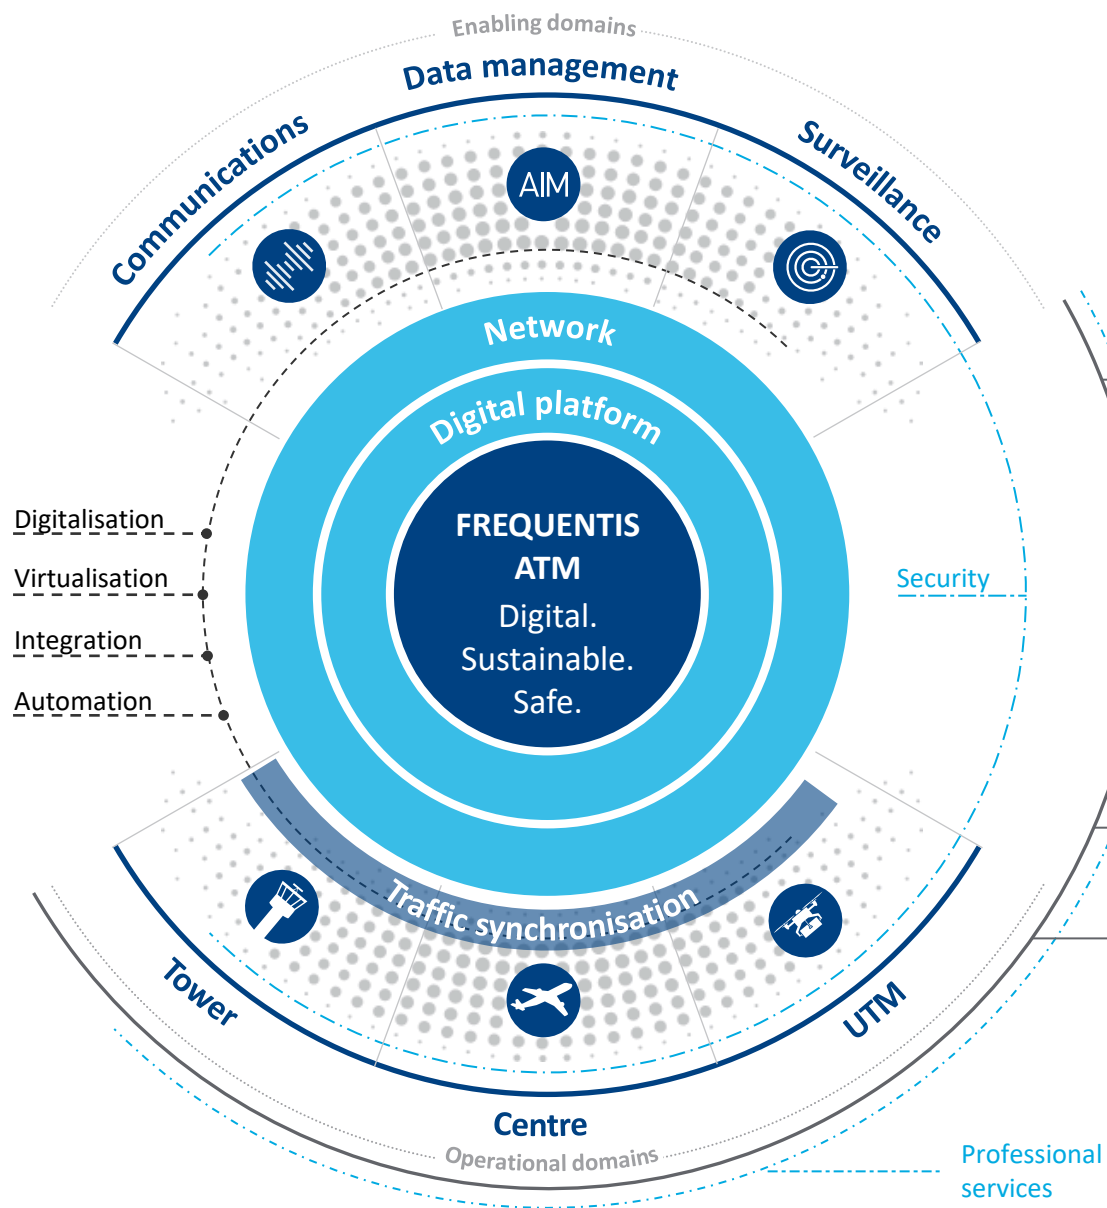 Enabling domains
Data management
Communications
Surveillance
AIM
Network
Digital platform
FREQUENTIS
ATM
Digital.
Sustainable.
Safe.
Digitalisation
Virtualisation
Integration
Automation
Security
Traffic synchronisation
Tower
UTM
Centre
Operational domains
Professional
services